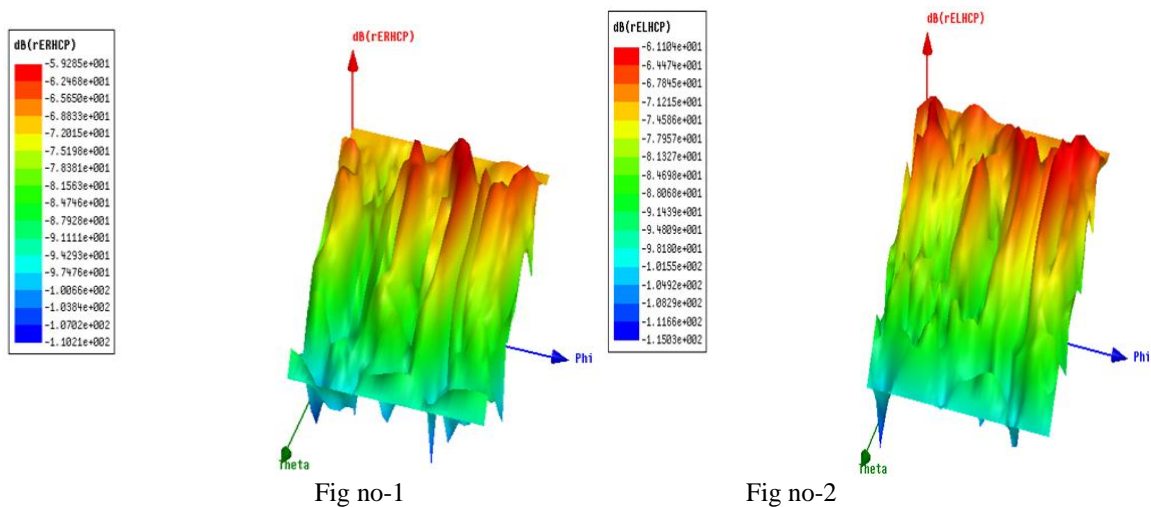 dB(rERHCP)
-5.9285e+001
-6.2468e+001
-6.5650e+001
-6.8833e+001
-7.2015e+001
-7.5198e+001
-7.8381e+001
-8.1563e+001
-8.4746e+001
-8.7928e+001
-9.1111e+001
-9.4293e+001
-9.7476e+001
-1.0066e+002
-1.0384e+002
-1.0702e+002
-1.1021e+002
dB(rERHCP)
Phi
Theta
Fig no-1
dB(rELHCP)
-6.1104e+001
-6.4474e+001
-6.7845e+001
-7.1215e+001
-7.4586e+001
-7.7957e+001
-8.1327e+001
-8.4698e+001
-8.8068e+001
-9.1439e+001
-9.4809e+001
-9.8180e+001
-1.0155e+002
-1.0492e+002
-1.0829e+002
-1.1166e+002
-1.1503e+002
dB(rELHCP)
Phi
Theta
Fig no-2